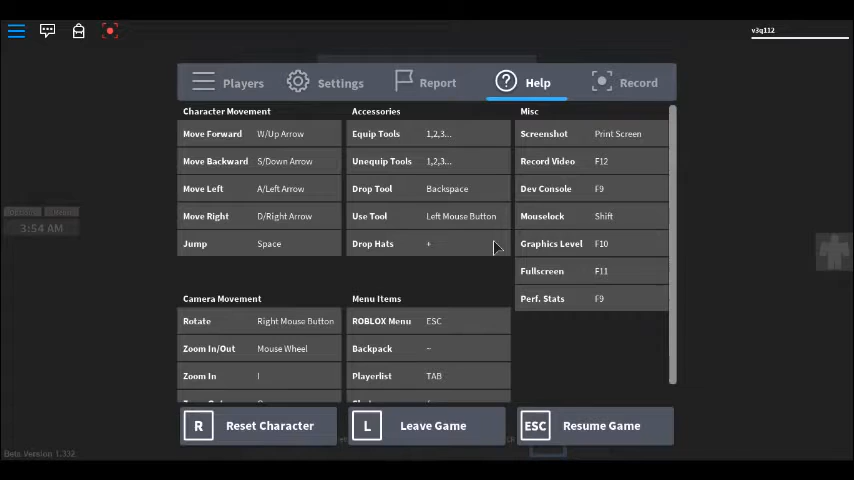 v3q112
Players
Settings
Report
Help
Record
Character Movement
Accessories
Misc
Move Forward W/Up Arrow
Equip Tools 1,2,3...
Screenshot Print Screen
Move Backward S/Down Arrow
Unequip Tools 1,2,3...
Record Video F12
Move Left A/Left Arrow
Drop Tool Backspace
Dev Console F9
Move Right D/Right Arrow
Use Tool Left Mouse Button
Mouselock Shift
3:54 AM
Jump Space
Drop Hats +
Graphics Level F10
Fullscreen F11
Camera Movement
Menu Items
Perf. Stats F9
Rotate Right Mouse Button
ROBLOX Menu ESC
Zoom In/Out Mouse Wheel
Backpack ~
Zoom In I
Playerlist TAB
R Reset Character
L Leave Game
ESC Resume Game
Beta Version 1.332